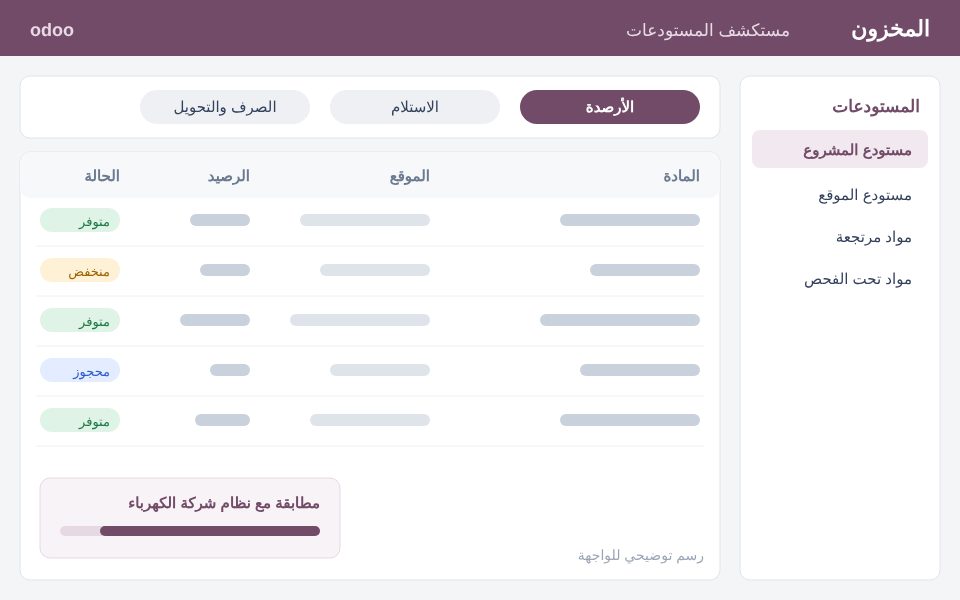 المخزون
مستكشف المستودعات
odoo
المستودعات
مستودع المشروع
مستودع الموقع
مواد مرتجعة
مواد تحت الفحص
الأرصدة
الاستلام
الصرف والتحويل
المادة الموقع الرصيد الحالة
متوفر
منخفض
متوفر
محجوز
متوفر
مطابقة مع نظام شركة الكهرباء
رسم توضيحي للواجهة